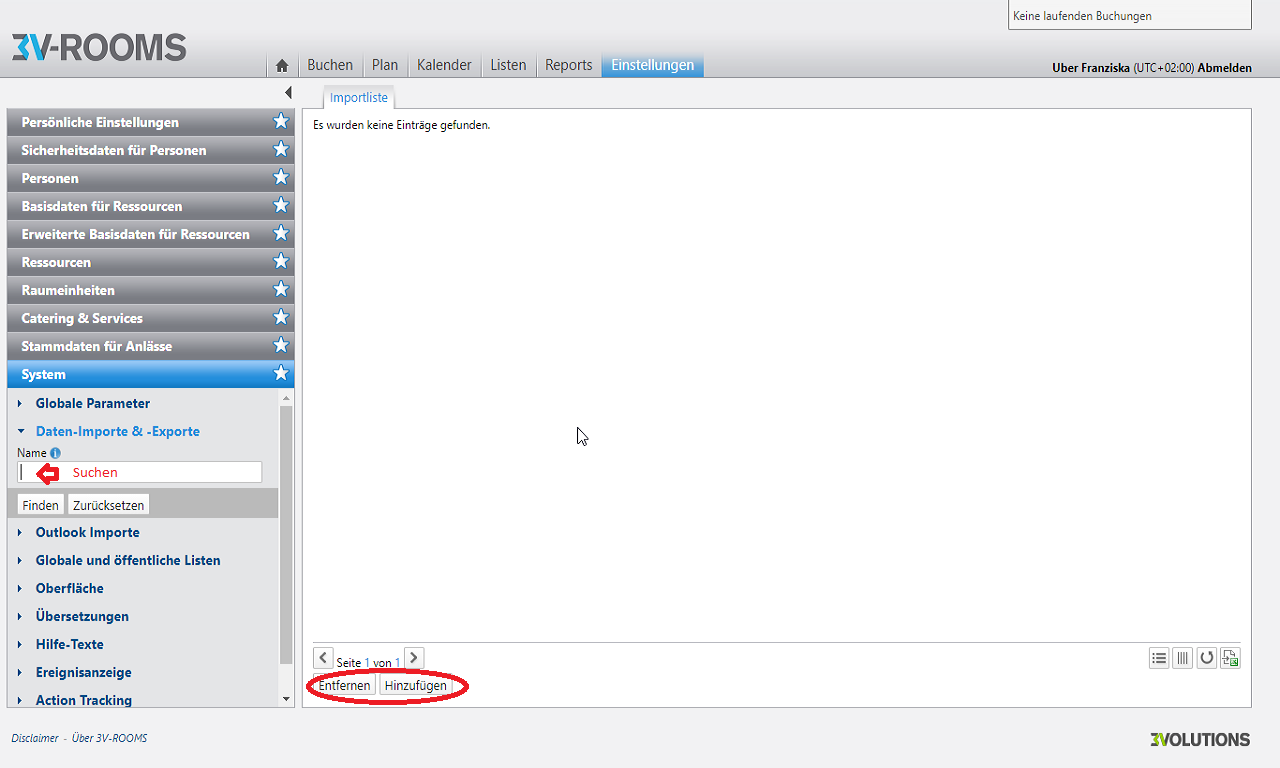 Keine laufenden Buchungen
3V-ROOMS
Buchen Plan Kalender Listen Reports Einstellungen
Uber Franziska (UTC+02:00) Abmelden
Importliste
Es wurden keine Einträge gefunden.
Persönliche Einstellungen
Sicherheitsdaten für Personen
Personen
Basisdaten für Ressourcen
Erweiterte Basisdaten für Ressourcen
Ressourcen
Raumeinheiten
Catering & Services
Stammdaten für Anlässe
System
Globale Parameter
Daten-Importe & -Exporte
Name
Suchen
Finden Zurücksetzen
Outlook Importe
Globale und öffentliche Listen
Oberfläche
Übersetzungen
Hilfe-Texte
Ereignisanzeige
Action Tracking
Seite 1 von 1
Entfernen Hinzufügen
Disclaimer - Über 3V-ROOMS
3VOLUTIONS